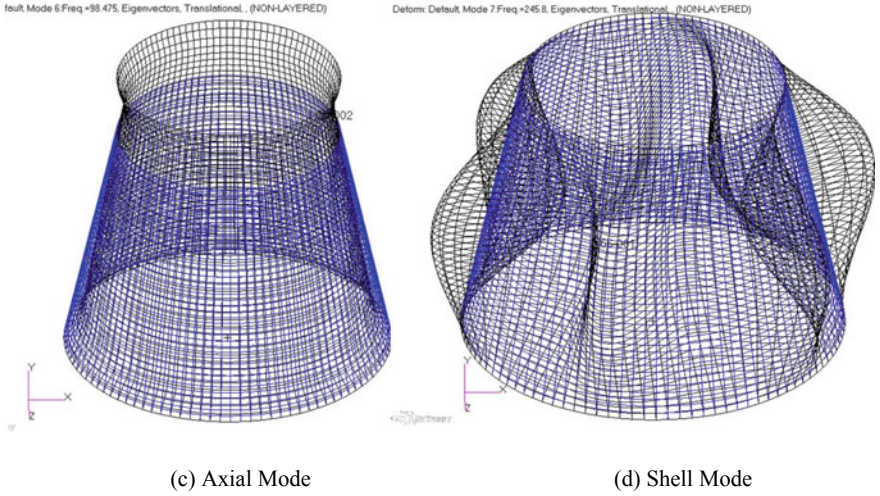 fault, Mode 6:Freq.=98.475, Eigenvectors, Translational, , (NON-LAYERED)
Deform: Default, Mode 7:Freq.=245.8, Eigenvectors, Translational, , (NON-LAYERED)
002
Y
X
Z
Y
X
Z
(c) Axial Mode
(d) Shell Mode